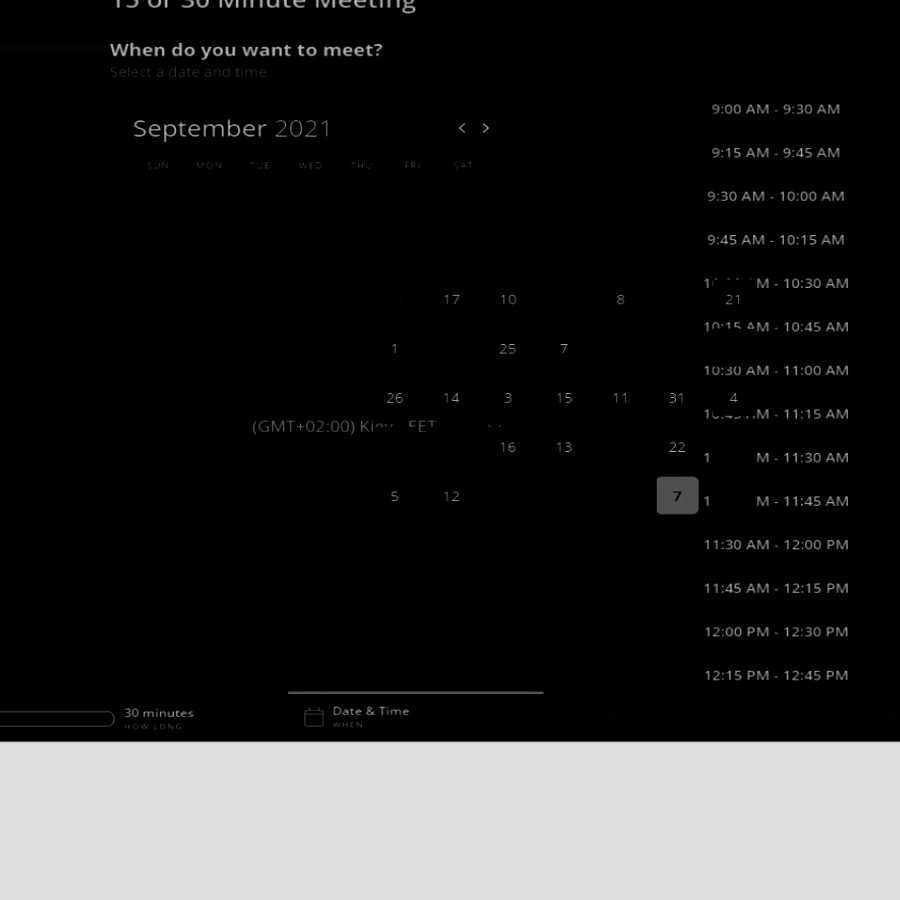 15 or 30 Minute Meeting
When do you want to meet?
Select a date and time
September 2021
< >
SUN MON TUE WED THU FRI SAT
9:00 AM - 9:30 AM
9:15 AM - 9:45 AM
9:30 AM - 10:00 AM
9:45 AM - 10:15 AM
M - 10:30 AM
17 10 8 21
10:15 AM - 10:45 AM
1 25 7
10:30 AM - 11:00 AM
26 14 3 15 11 31 4
10:45 AM - 11:15 AM
(GMT+02:00) Kiev EET
16 13 22
1 M - 11:30 AM
5 12 7
1 M - 11:45 AM
11:30 AM - 12:00 PM
11:45 AM - 12:15 PM
12:00 PM - 12:30 PM
12:15 PM - 12:45 PM
30 minutes
HOW LONG
Date & Time
WHEN